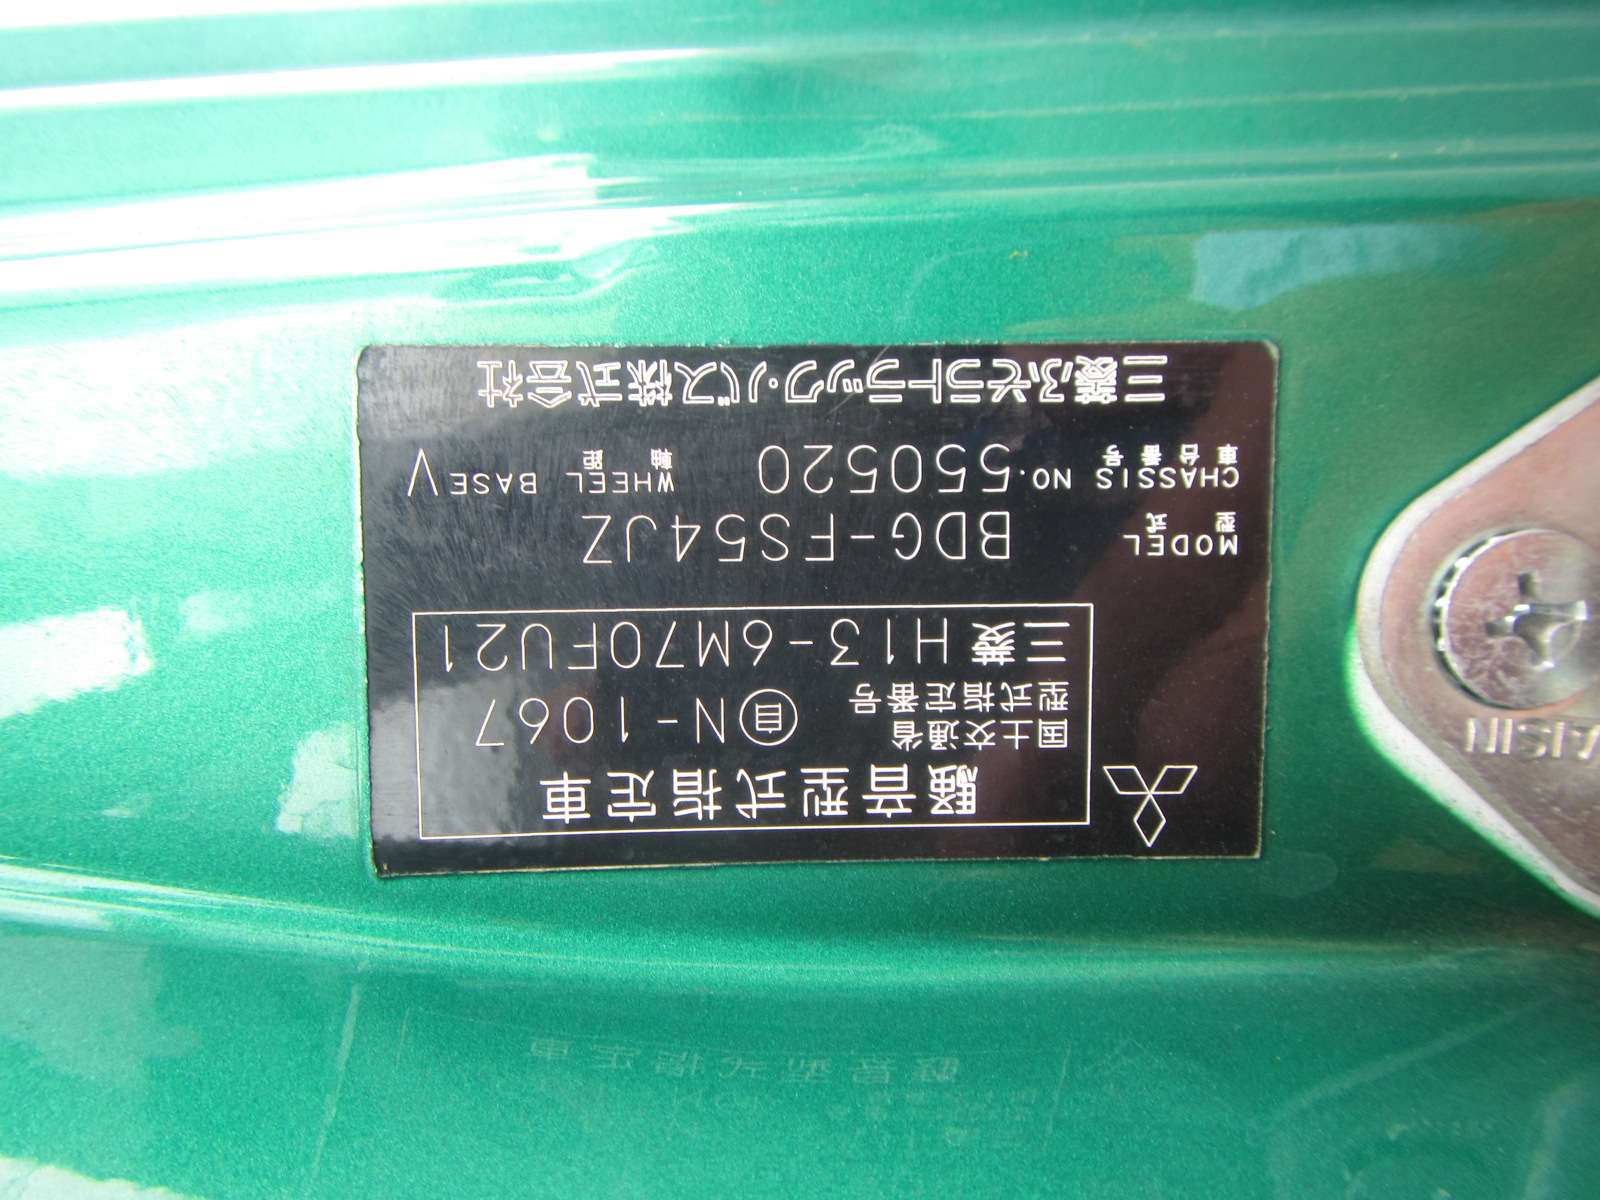 騒音型式指定車
国土交通省
型式指定番号 自N-1067
三菱 H13-6M70FU21
型式
MODEL BDG-FS54JZ
車台番号 軸距
CHASSIS NO. 550520 WHEEL BASE V
三菱ふそうトラック・バス株式会社
AISIN